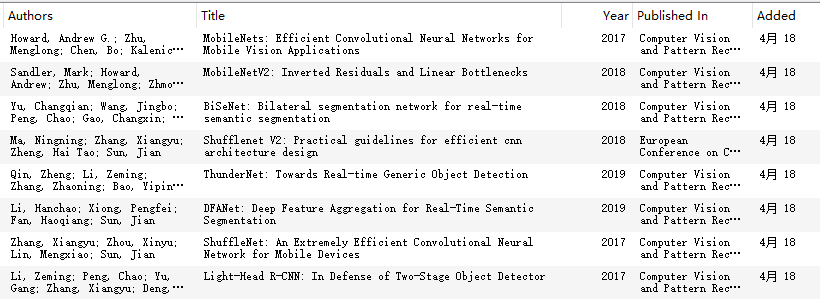 Authors Title Year Published In Added
Howard, Andrew G.; Zhu, MobileNets: Efficient Convolutional Neural Networks for 2017 Computer Vision 4月 18
Menglong; Chen, Bo; Kalenic… Mobile Vision Applications and Pattern Rec…
Sandler, Mark; Howard, MobileNetV2: Inverted Residuals and Linear Bottlenecks 2018 Computer Vision 4月 18
Andrew; Zhu, Menglong; Zhmo… and Pattern Rec…
Yu, Changqian; Wang, Jingbo; BiSeNet: Bilateral segmentation network for real-time 2018 Computer Vision 4月 18
Peng, Chao; Gao, Changxin; … semantic segmentation and Pattern Rec…
Ma, Ningning; Zhang, Xiangyu; Shufflenet V2: Practical guidelines for efficient cnn 2018 European 4月 18
Zheng, Hai Tao; Sun, Jian architecture design Conference on C…
Qin, Zheng; Li, Zeming; ThunderNet: Towards Real-time Generic Object Detection 2019 Computer Vision 4月 18
Zhang, Zhaoning; Bao, Yipin… and Pattern Rec…
Li, Hanchao; Xiong, Pengfei; DFANet: Deep Feature Aggregation for Real-Time Semantic 2019 Computer Vision 4月 18
Fan, Haoqiang; Sun, Jian Segmentation and Pattern Rec…
Zhang, Xiangyu; Zhou, Xinyu; ShuffleNet: An Extremely Efficient Convolutional Neural 2017 Computer Vision 4月 18
Lin, Mengxiao; Sun, Jian Network for Mobile Devices and Pattern Rec…
Li, Zeming; Peng, Chao; Yu, Light-Head R-CNN: In Defense of Two-Stage Object Detector 2017 Computer Vision 4月 18
Gang; Zhang, Xiangyu; Deng,… and Pattern Rec…